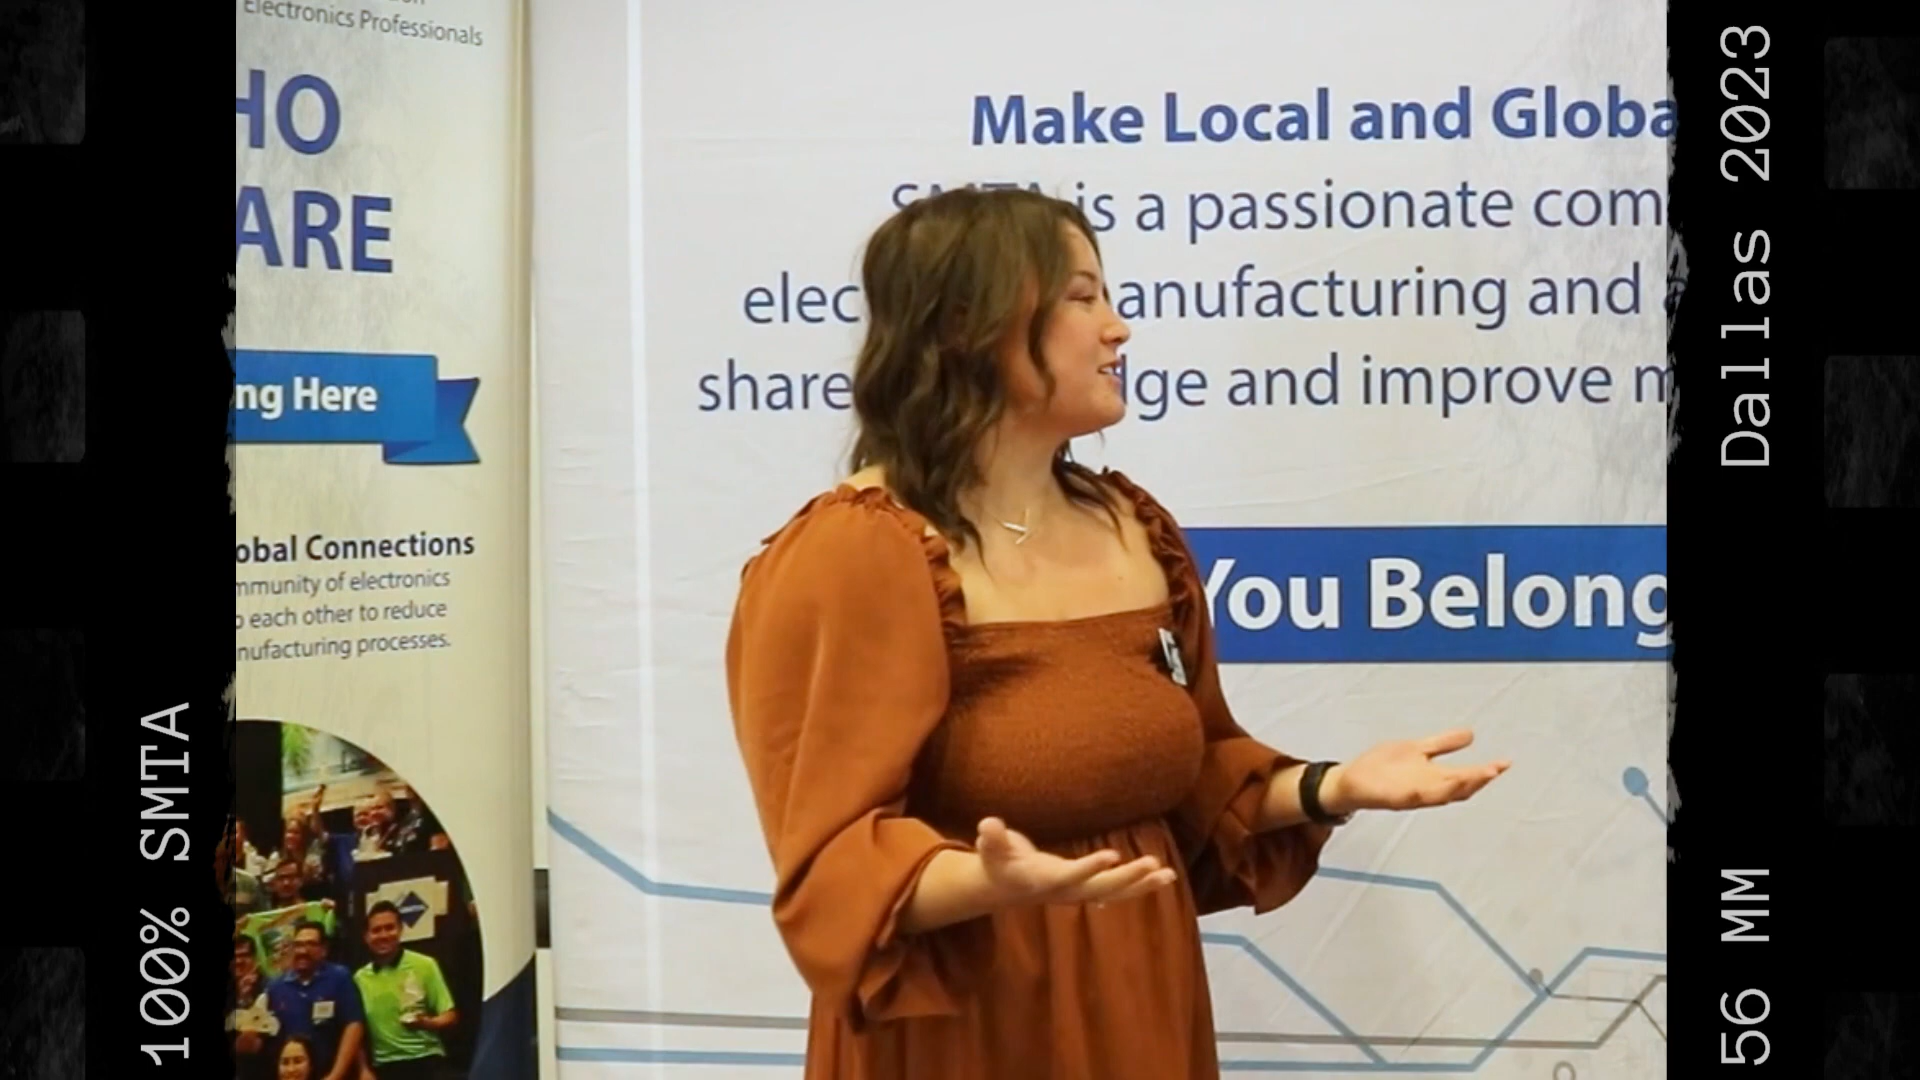 Electronics Professionals
HO
ARE
ng Here
obal Connections
mmunity of electronics
each other to reduce
nufacturing processes.
Make Local and Globa
SMTA is a passionate com
elec anufacturing and
share dge and improve m
You Belong
100% SMTA
Dallas 2023
56 MM